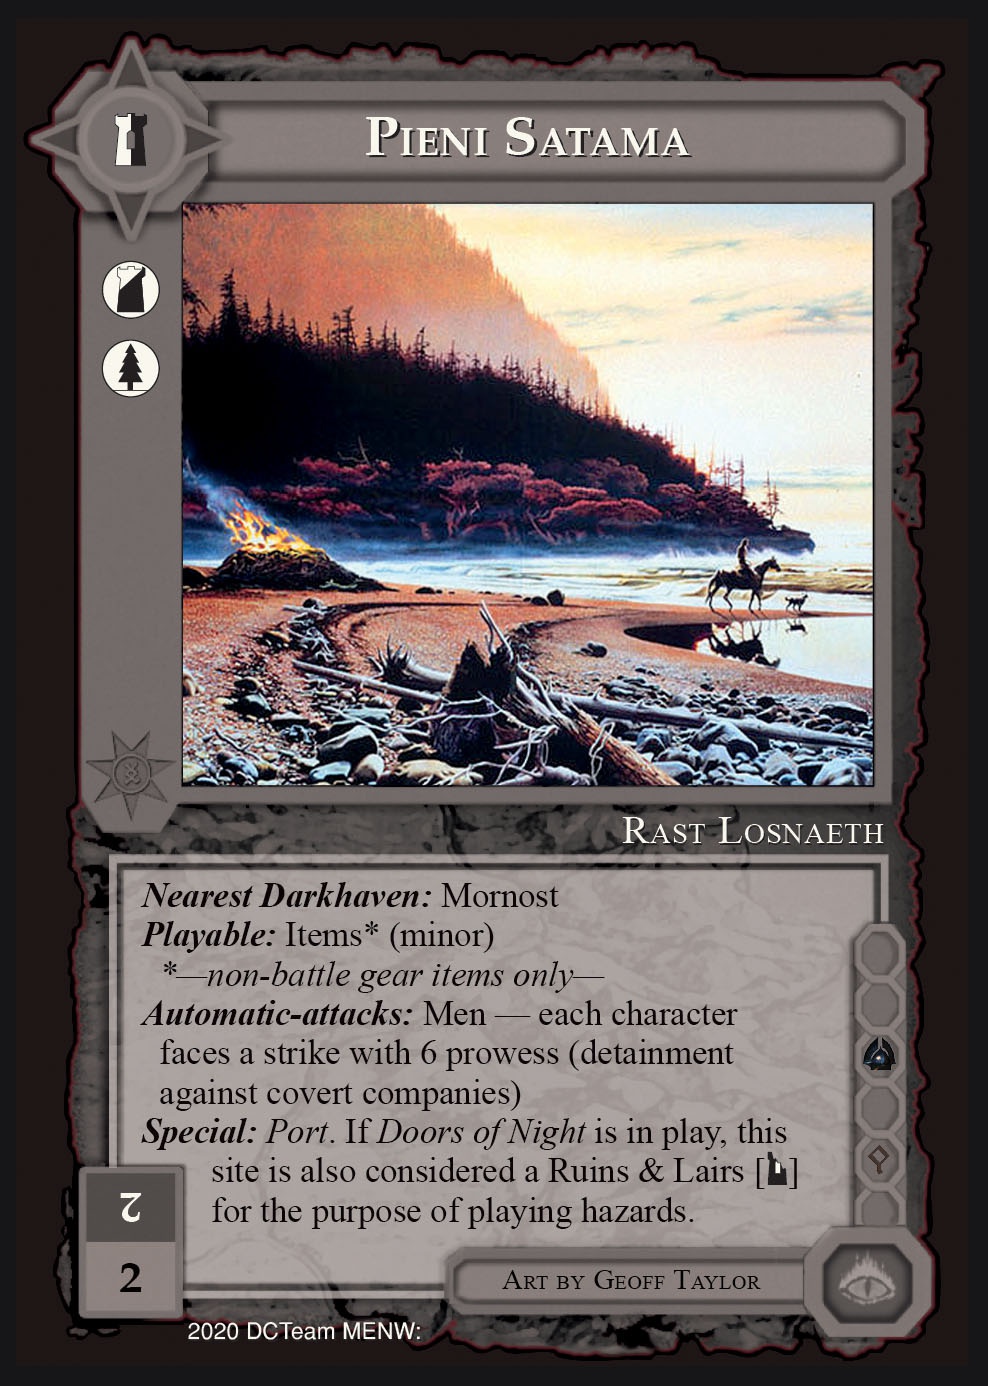 Pieni Satama
Rast Losnaeth
Nearest Darkhaven: Mornost
Playable: Items* (minor)
*—non-battle gear items only—
Automatic-attacks: Men — each character
faces a strike with 6 prowess (detainment
against covert companies)
Special: Port. If Doors of Night is in play, this
site is also considered a Ruins & Lairs [ ]
for the purpose of playing hazards.
2
2
Art by Geoff Taylor
2020 DCTeam MENW: